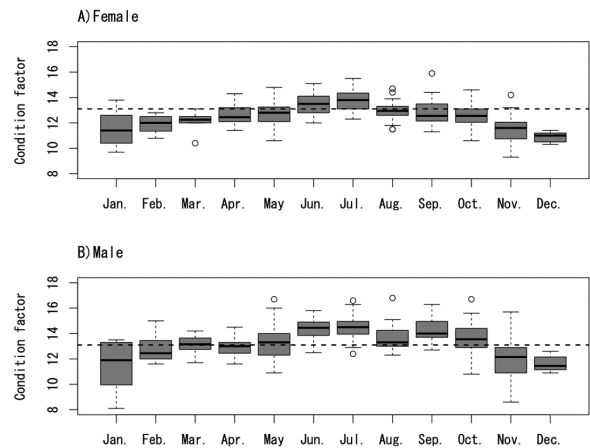 A)Female
Condition factor
18
16
14
12
10
8
Jan. Feb. Mar. Apr. May Jun. Jul. Aug. Sep. Oct. Nov. Dec.
B)Male
Condition factor
18
16
14
12
10
8
Jan. Feb. Mar. Apr. May Jun. Jul. Aug. Sep. Oct. Nov. Dec.